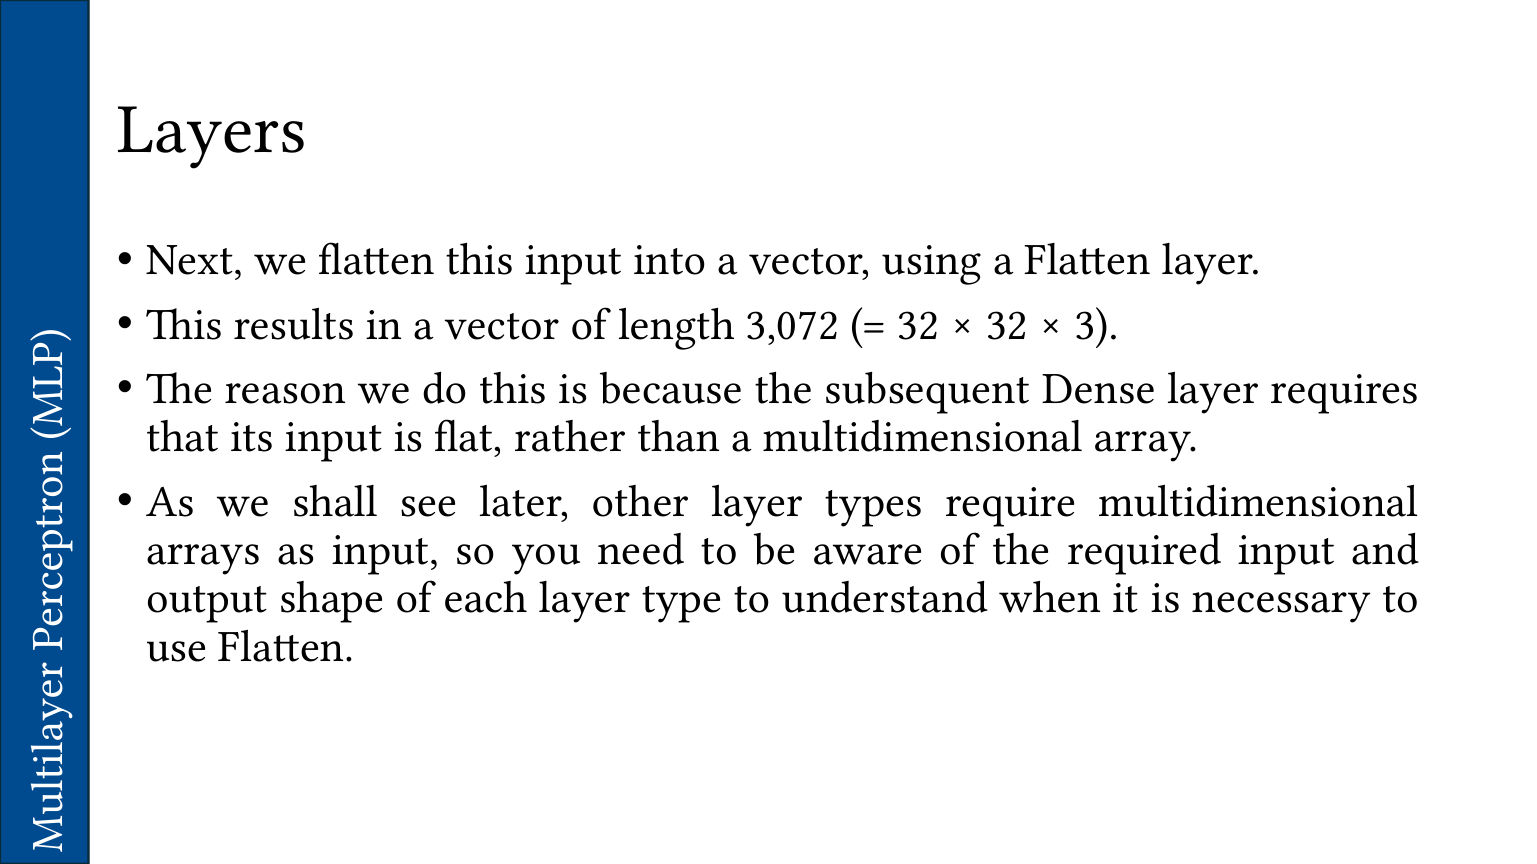 Multilayer Perceptron (MLP)
Layers
• Next, we flatten this input into a vector, using a Flatten layer.
• This results in a vector of length 3,072 (= 32 × 32 × 3).
• The reason we do this is because the subsequent Dense layer requires
that its input is flat, rather than a multidimensional array.
• As we shall see later, other layer types require multidimensional
arrays as input, so you need to be aware of the required input and
output shape of each layer type to understand when it is necessary to
use Flatten.